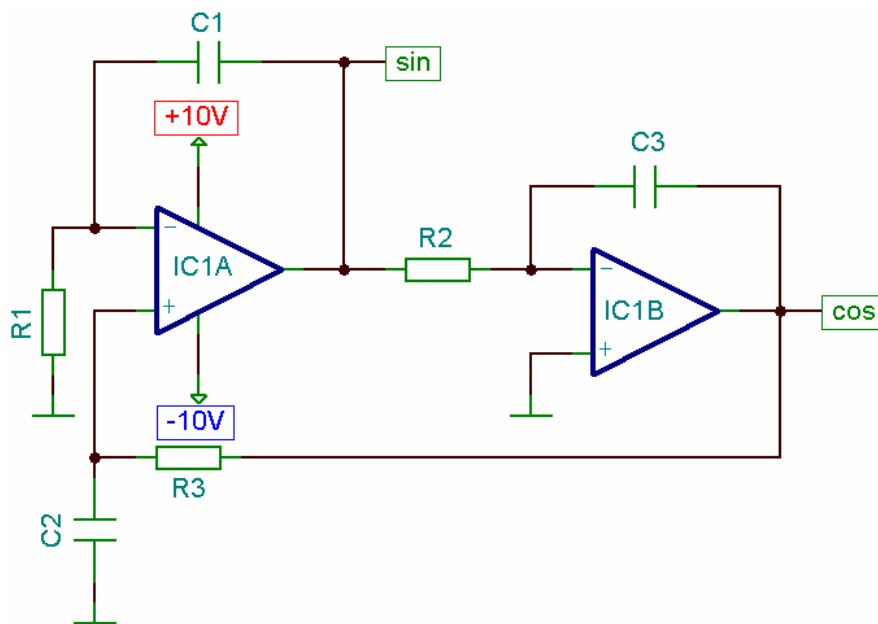 C1
sin
+10V
C3
−
IC1A
+
R2
−
IC1B
+
cos
R1
-10V
R3
C2